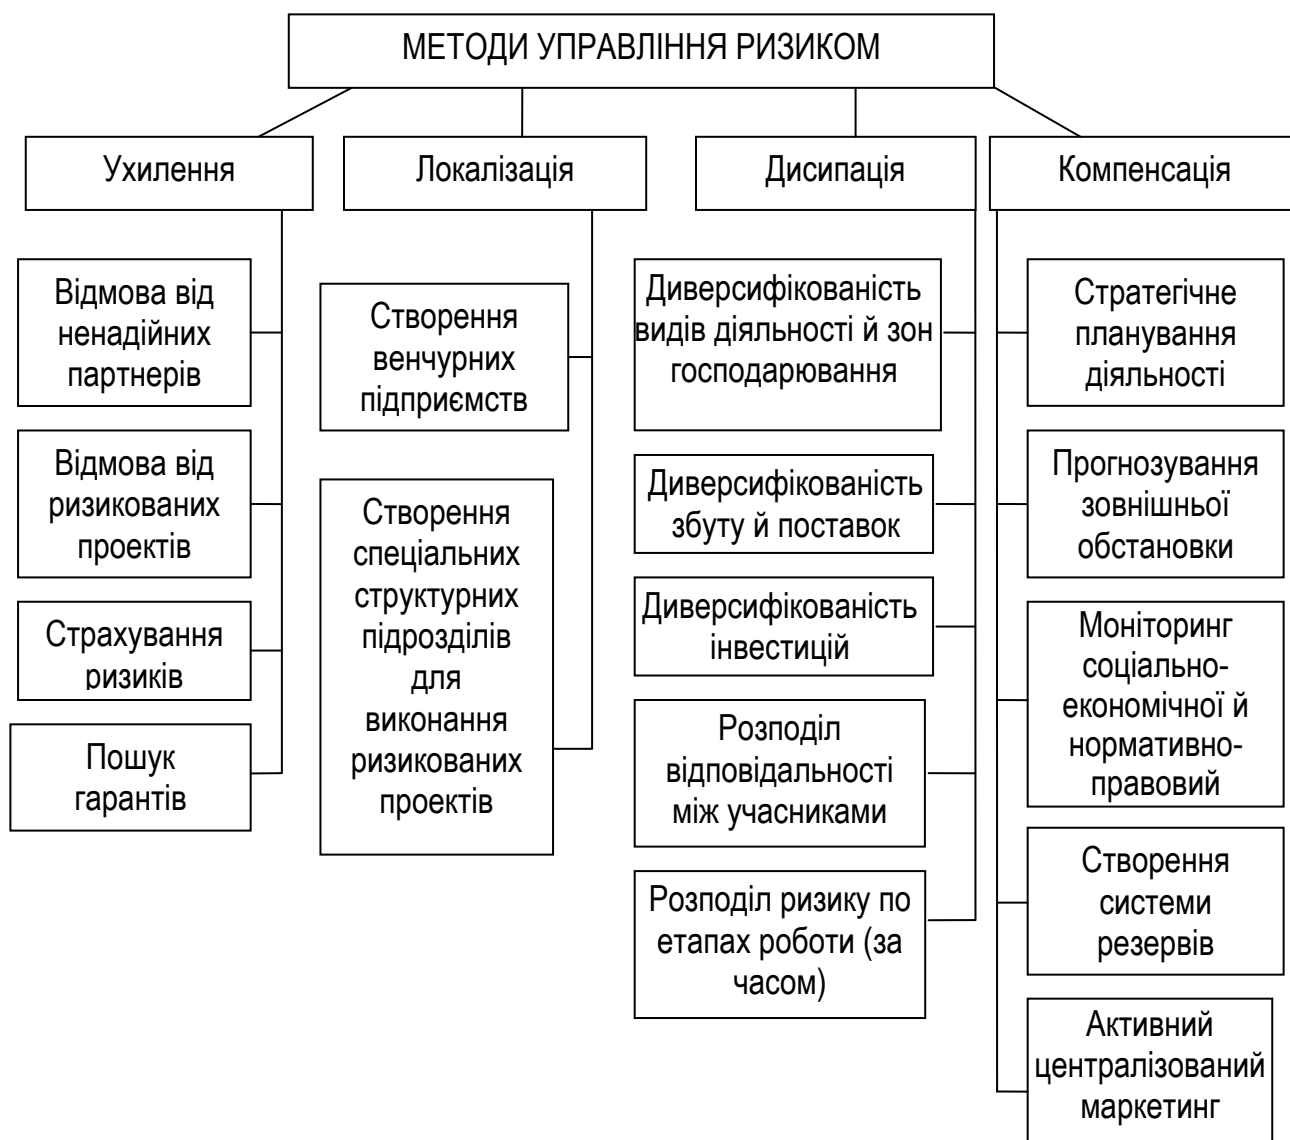 МЕТОДИ УПРАВЛІННЯ РИЗИКОМ
Ухилення
Локалізація
Дисипація
Компенсація
Відмова від
ненадійних
партнерів
Відмова від
ризикованих
проектів
Страхування
ризиків
Пошук
гарантів
Створення
венчурних
підприємств
Створення
спеціальних
структурних
підрозділів
для
виконання
ризикованих
проектів
Диверсифікованість
видів діяльності й зон
господарювання
Диверсифікованість
збуту й поставок
Диверсифікованість
інвестицій
Розподіл
відповідальності
між учасниками
Розподіл ризику по
етапах роботи (за
часом)
Стратегічне
планування
діяльності
Прогнозування
зовнішньої
обстановки
Моніторинг
соціально-
економічної й
нормативно-
правовий
Створення
системи
резервів
Активний
централізований
маркетинг